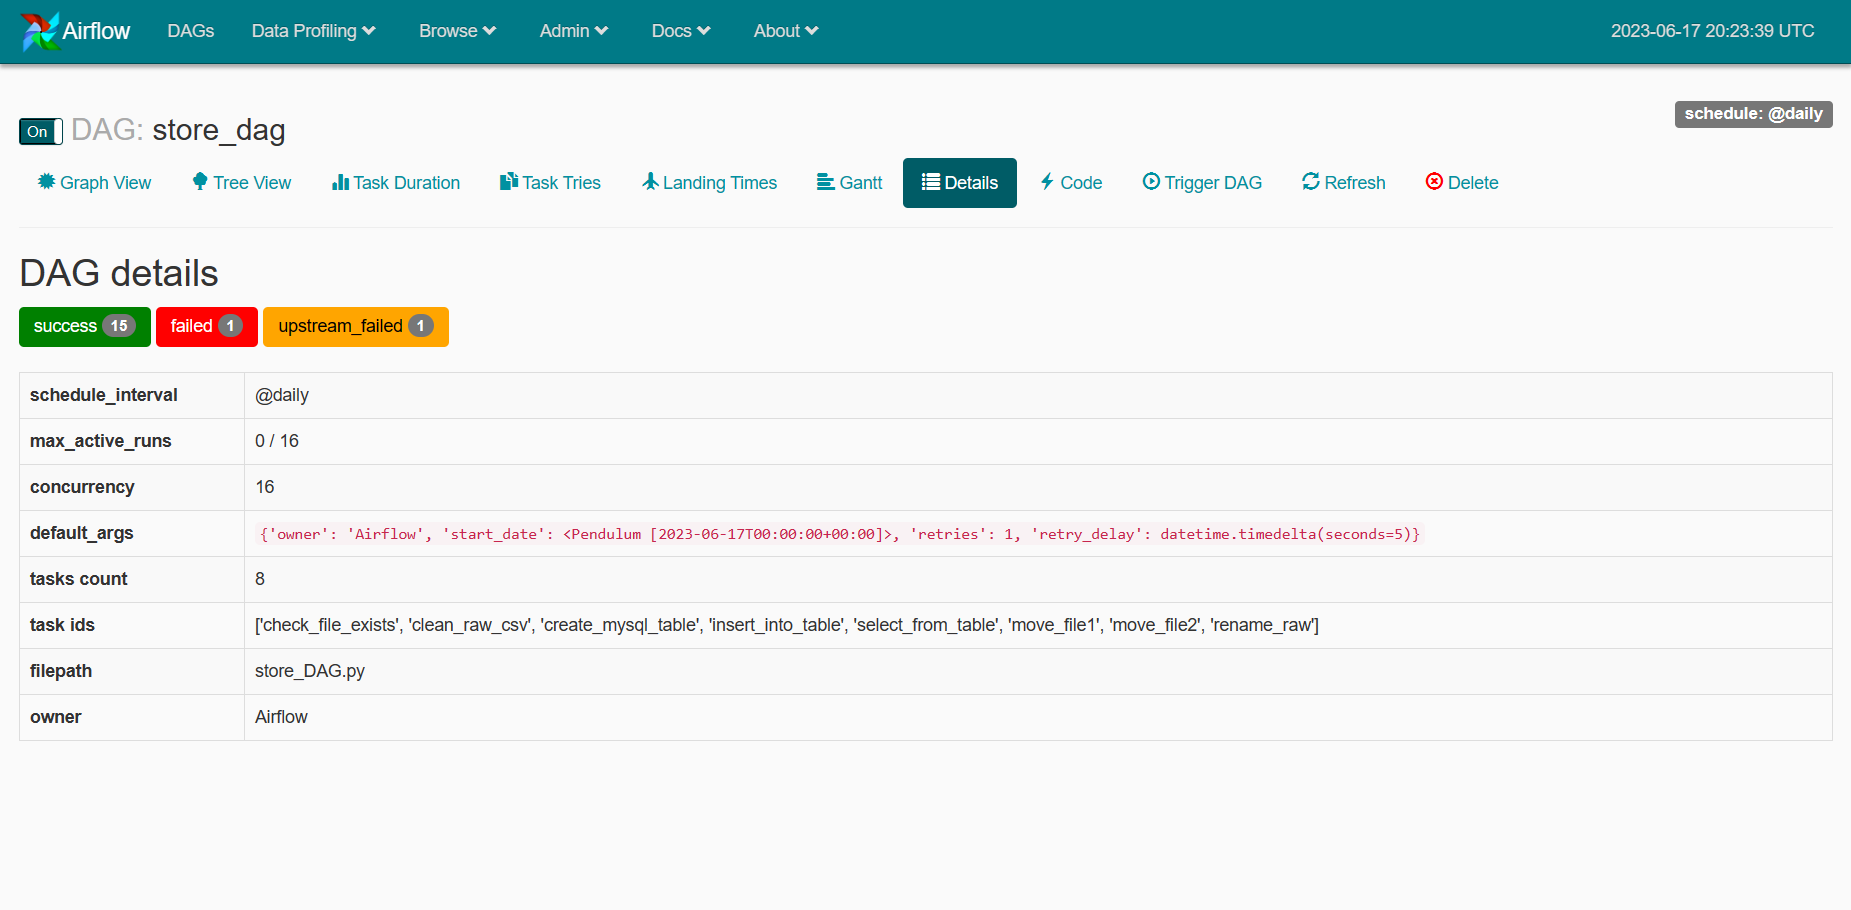 Airflow DAGs Data Profiling Browse Admin Docs About 2023-06-17 20:23:39 UTC
schedule: @daily
On DAG: store_dag
Graph View Tree View Task Duration Task Tries Landing Times Gantt Details Code Trigger DAG Refresh Delete
DAG details
success 15 failed 1 upstream_failed 1
schedule_interval @daily
max_active_runs 0 / 16
concurrency 16
default_args {'owner': 'Airflow', 'start_date': <Pendulum [2023-06-17T00:00:00+00:00]>, 'retries': 1, 'retry_delay': datetime.timedelta(seconds=5)}
tasks count 8
task ids ['check_file_exists', 'clean_raw_csv', 'create_mysql_table', 'insert_into_table', 'select_from_table', 'move_file1', 'move_file2', 'rename_raw']
filepath store_DAG.py
owner Airflow